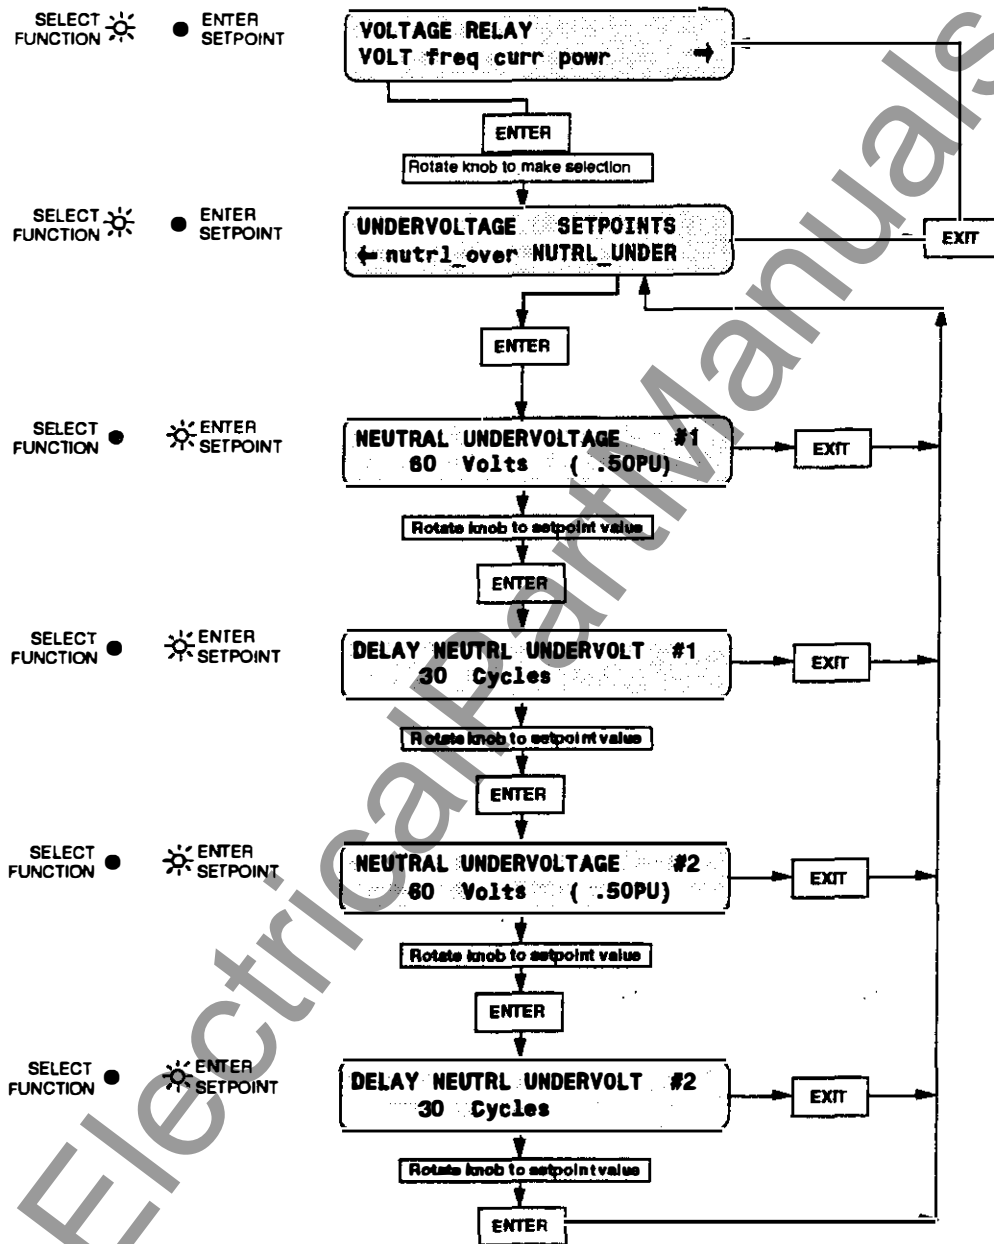 SELECT FUNCTION ENTER SETPOINT
VOLTAGE RELAY
VOLT freq curr powr →
ENTER
Rotate knob to make selection
SELECT FUNCTION ENTER SETPOINT
UNDERVOLTAGE SETPOINTS
← nutrl_over NUTRL_UNDER
EXIT
ENTER
SELECT FUNCTION ENTER SETPOINT
NEUTRAL UNDERVOLTAGE #1
60 Volts ( .50PU)
EXIT
Rotate knob to setpoint value
ENTER
SELECT FUNCTION ENTER SETPOINT
DELAY NEUTRL UNDERVOLT #1
30 Cycles
EXIT
Rotate knob to setpoint value
ENTER
SELECT FUNCTION ENTER SETPOINT
NEUTRAL UNDERVOLTAGE #2
60 Volts ( .50PU)
EXIT
Rotate knob to setpoint value
ENTER
SELECT FUNCTION ENTER SETPOINT
DELAY NEUTRL UNDERVOLT #2
30 Cycles
EXIT
Rotate knob to setpoint value
ENTER
ElectricalPartManuals